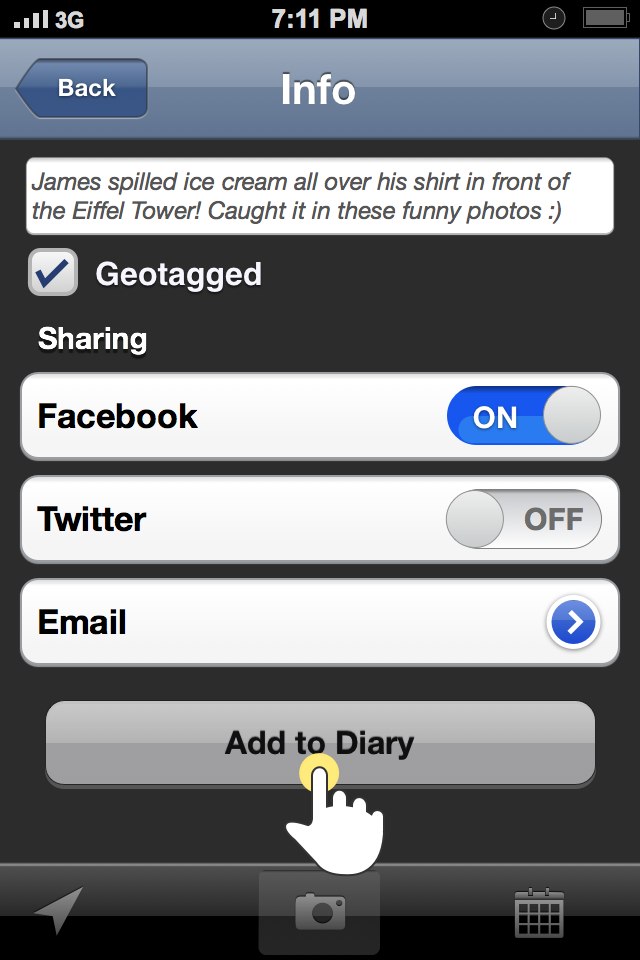 3G 7:11 PM
Back Info
James spilled ice cream all over his shirt in front of
the Eiffel Tower! Caught it in these funny photos :)
Geotagged
Sharing
Facebook ON
Twitter OFF
Email
Add to Diary